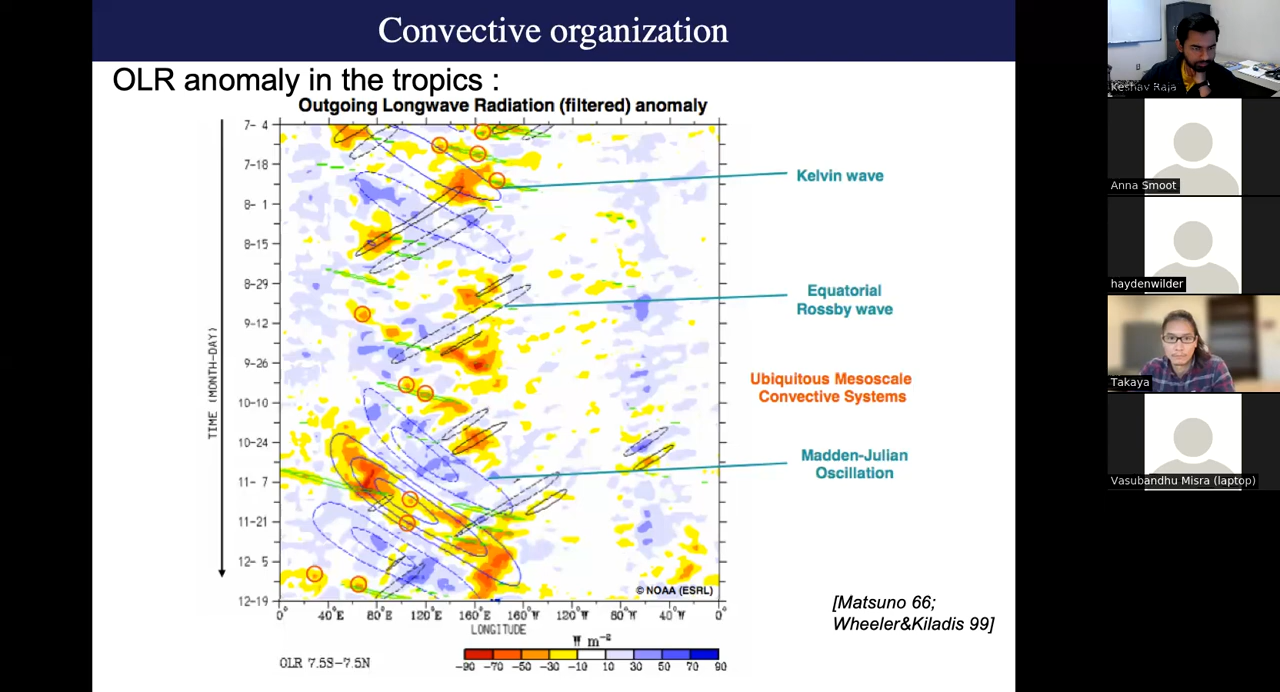 Convective organization
OLR anomaly in the tropics :
Outgoing Longwave Radiation (filtered) anomaly
TIME (MONTH-DAY)
7- 4
7-18
8- 1
8-15
8-29
9-12
9-26
10-10
10-24
11- 7
11-21
12- 5
12-19
Kelvin wave
Equatorial
Rossby wave
Ubiquitous Mesoscale
Convective Systems
Madden-Julian
Oscillation
© NOAA (ESRL)
0° 40°E 80°E 120°E 160°E 160°W 120°W 80°W 40°W 0°
LONGITUDE
W m⁻²
OLR 7.5S-7.5N
-90 -70 -50 -30 -10 10 30 50 70 90
[Matsuno 66;
Wheeler&Kiladis 99]
Keshav Raja
Anna Smoot
haydenwilder
Takaya
Vasubandhu Misra (laptop)